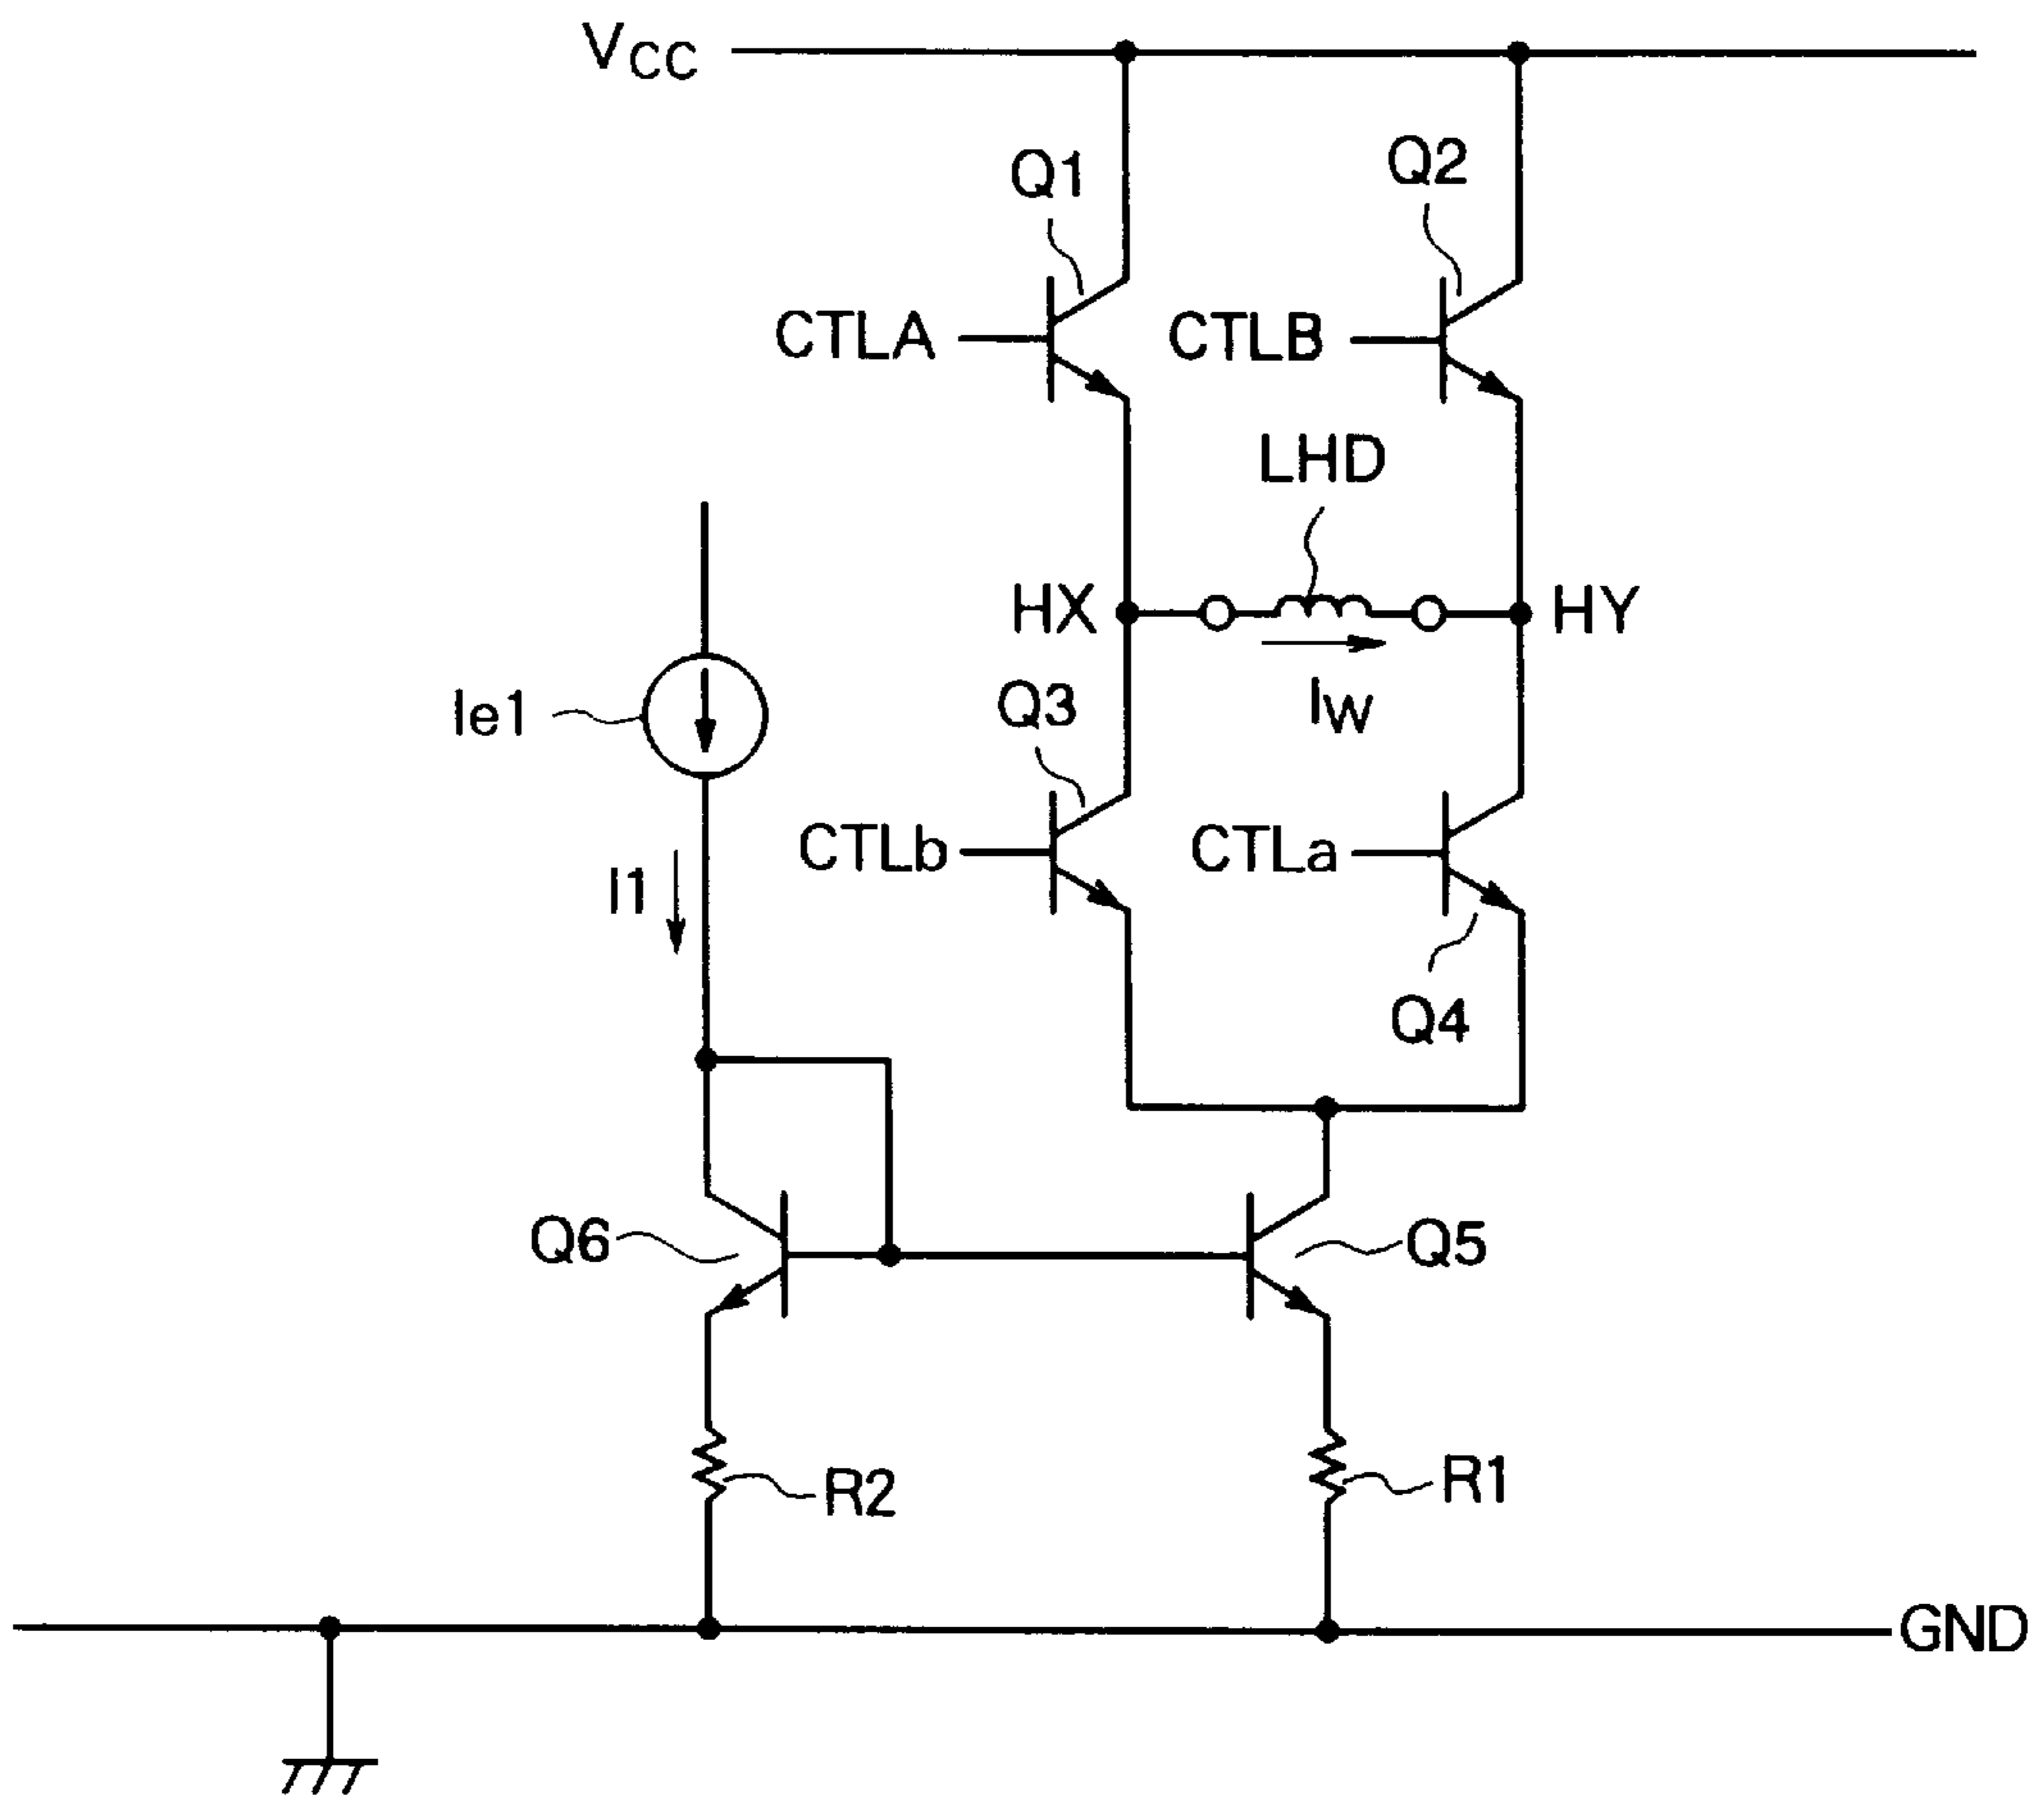 VCC
Q1
Q2
CTLA
CTLB
LHD
HX
HY
Ie1
Q3
IW
CTLb
CTLa
I1
Q4
Q6
Q5
R2
R1
GND